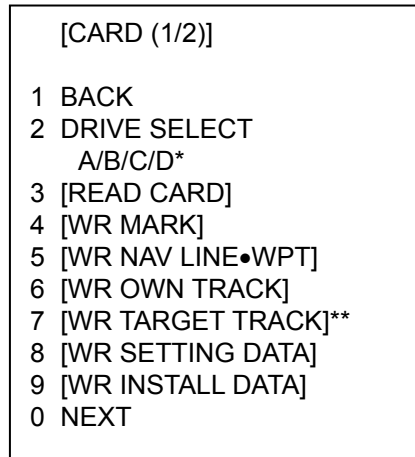 [CARD (1/2)]
1 BACK
2 DRIVE SELECT
A/B/C/D*
3 [READ CARD]
4 [WR MARK]
5 [WR NAV LINE•WPT]
6 [WR OWN TRACK]
7 [WR TARGET TRACK]**
8 [WR SETTING DATA]
9 [WR INSTALL DATA]
0 NEXT